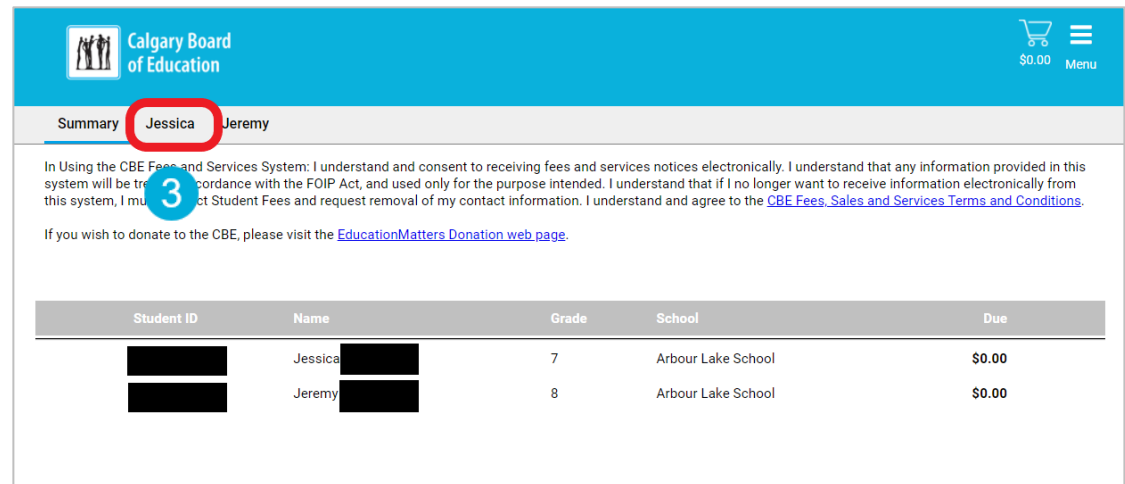 Calgary Board
of Education
$0.00 Menu
Summary Jessica Jeremy
In Using the CBE Fees and Services System: I understand and consent to receiving fees and services notices electronically. I understand that any information provided in this
system will be in accordance with the FOIP Act, and used only for the purpose intended. I understand that if I no longer want to receive information electronically from
this system, I Student Fees and request removal of my contact information. I understand and agree to the CBE Fees, Sales and Services Terms and Conditions.
3
If you wish to donate to the CBE, please visit the EducationMatters Donation web page.
Student ID Name Grade School Due
Jessica 7 Arbour Lake School $0.00
Jeremy 8 Arbour Lake School $0.00